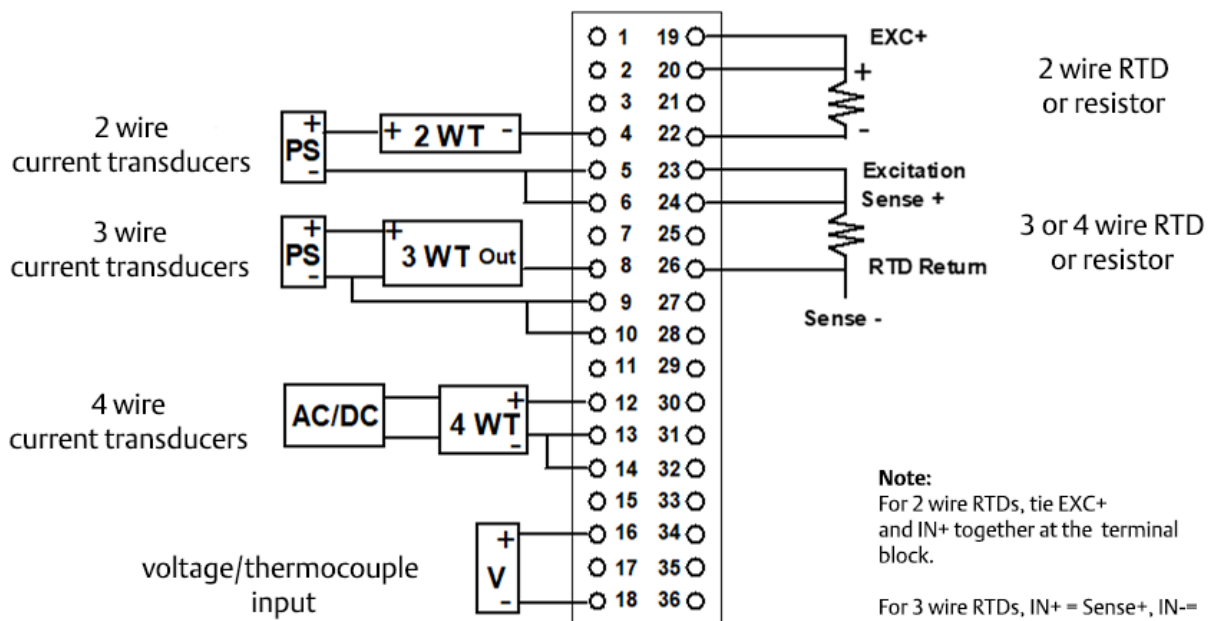 1 19 EXC+
2 20 +
3 21
2 wire RTD
or resistor
2 wire
current transducers
+
PS
-
+ 2 WT -
4 22 -
5 23 Excitation
6 24 Sense +
3 wire
current transducers
+
PS
-
+
3 WT Out
7 25
8 26 RTD Return
3 or 4 wire RTD
or resistor
9 27
Sense -
10 28
11 29
4 wire
current transducers
AC/DC
+
4 WT
-
12 30
13 31
14 32
15 33
voltage/thermocouple
input
+
V
-
16 34
17 35
18 36
Note:
For 2 wire RTDs, tie EXC+
and IN+ together at the terminal
block.
For 3 wire RTDs, IN+ = Sense+, IN-=